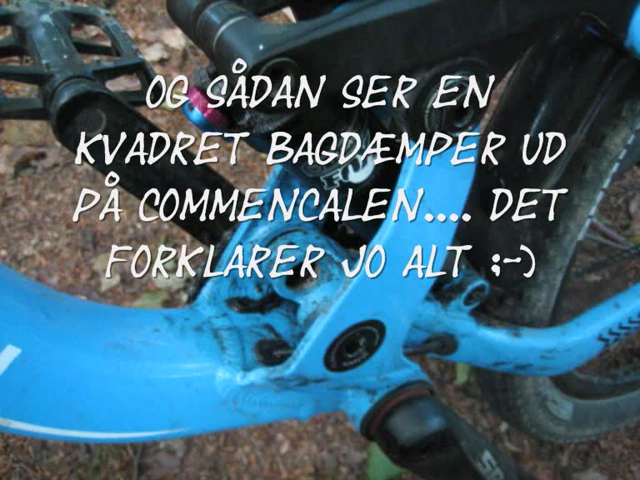 OG SÅDAN SER EN
KVADRET BAGDÆMPER UD
PÅ COMMENCALEN.... DET
FORKLARER JO ALT ;-)